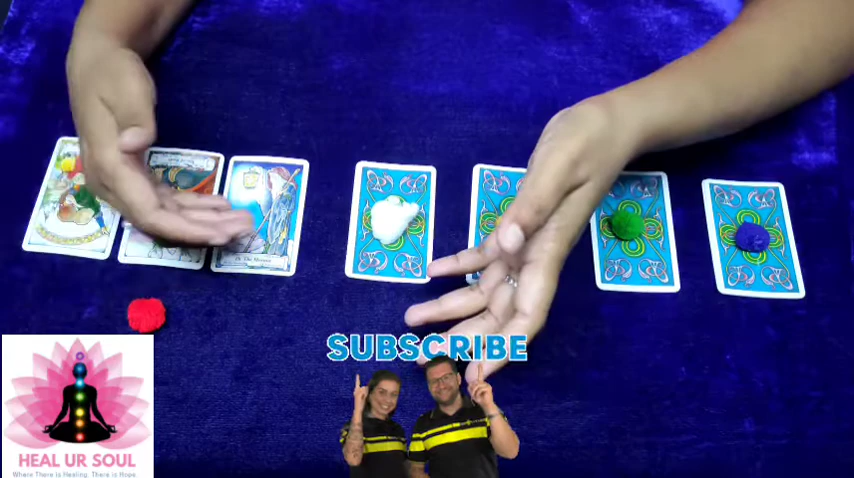 SUBSCRIBE
HEAL UR SOUL
Where There is Healing, There is Hope